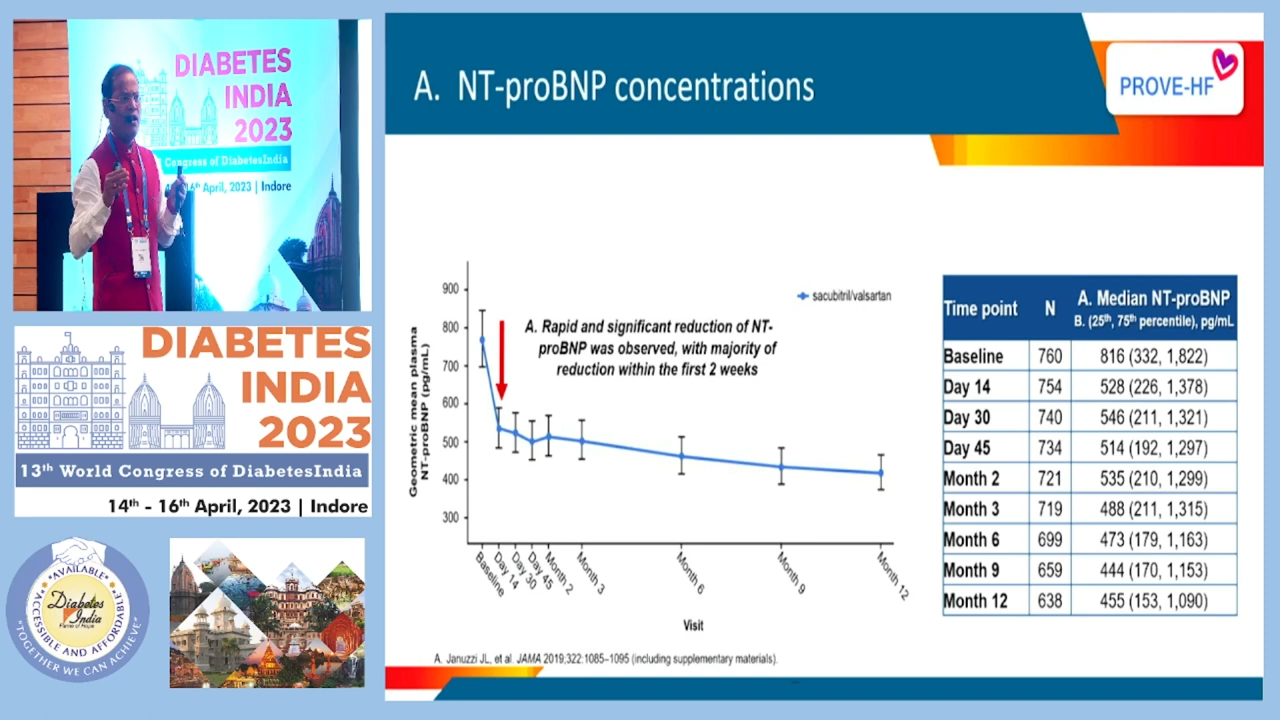 DIABETES
INDIA
2023
Congress of DiabetesIndia
16th April, 2023 | Indore
DIABETES
INDIA
2023
13th World Congress of DiabetesIndia
14th - 16th April, 2023 | Indore
*AVAILABLE*
*ACCESSIBLE AND AFFORDABLE*
"TOGETHER WE CAN ACHIEVE"
Diabetes
India
Flame of Hope
A. NT-proBNP concentrations
PROVE-HF
Geometric mean plasma
NT-proBNP (pg/mL)
900
800
700
600
500
400
300
sacubitril/valsartan
A. Rapid and significant reduction of NT-
proBNP was observed, with majority of
reduction within the first 2 weeks
Baseline
Day 14
Day 30
Day 45
Month 2
Month 3
Month 6
Month 9
Month 12
Visit
Time point N A. Median NT-proBNP
B. (25th, 75th percentile), pg/mL
Baseline 760 816 (332, 1,822)
Day 14 754 528 (226, 1,378)
Day 30 740 546 (211, 1,321)
Day 45 734 514 (192, 1,297)
Month 2 721 535 (210, 1,299)
Month 3 719 488 (211, 1,315)
Month 6 699 473 (179, 1,163)
Month 9 659 444 (170, 1,153)
Month 12 638 455 (153, 1,090)
A. Januzzi JL, et al. JAMA 2019;322:1085–1095 (including supplementary materials).